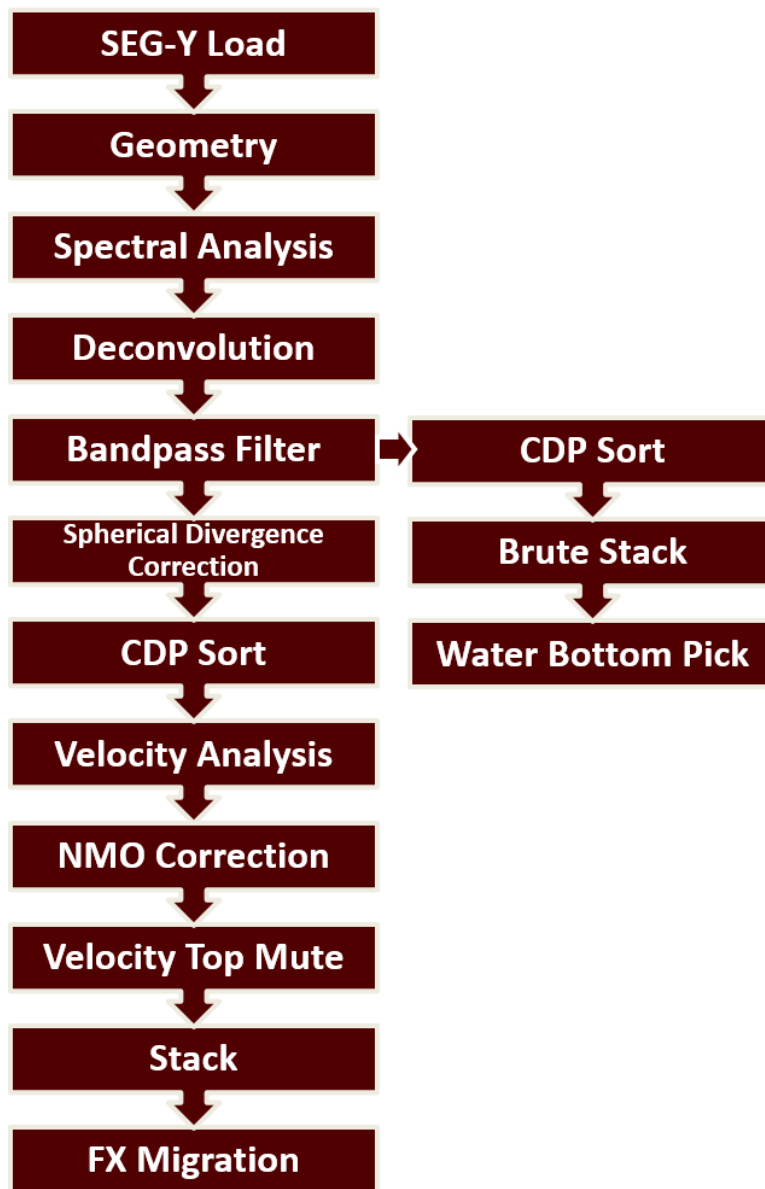 SEG-Y Load
Geometry
Spectral Analysis
Deconvolution
Bandpass Filter
Spherical Divergence
Correction
CDP Sort
Velocity Analysis
NMO Correction
Velocity Top Mute
Stack
FX Migration
CDP Sort
Brute Stack
Water Bottom Pick